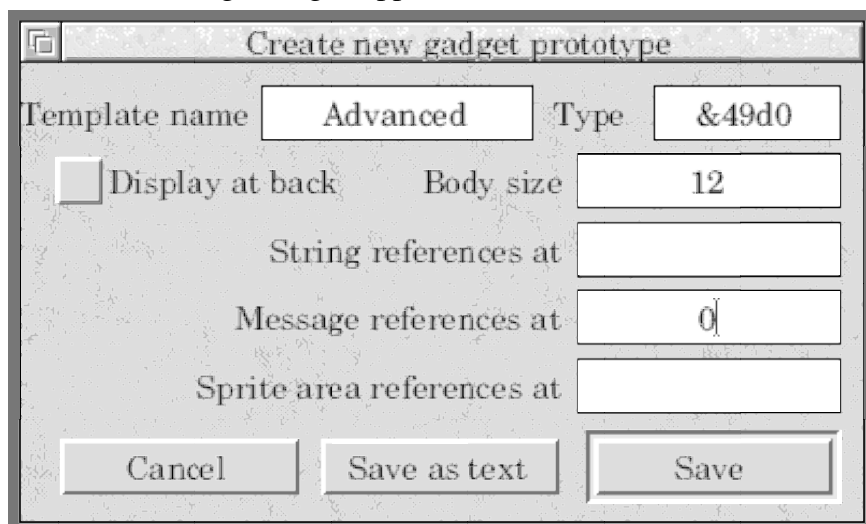 Create new gadget prototype
Template name Advanced Type &49d0
Display at back Body size 12
String references at
Message references at 0
Sprite area references at
Cancel Save as text Save